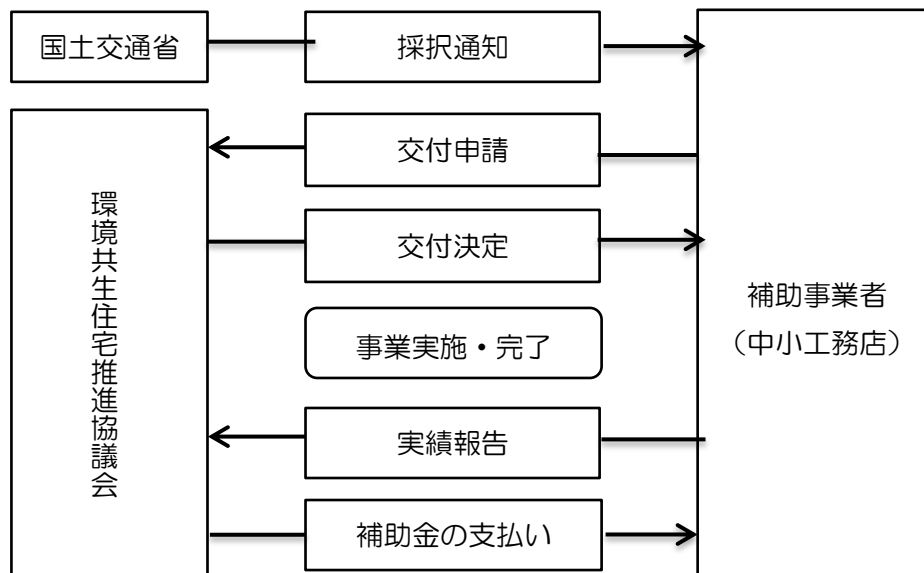 国土交通省
採択通知
交付申請
環境共生住宅推進協議会
交付決定
補助事業者
（中小工務店）
事業実施・完了
実績報告
補助金の支払い